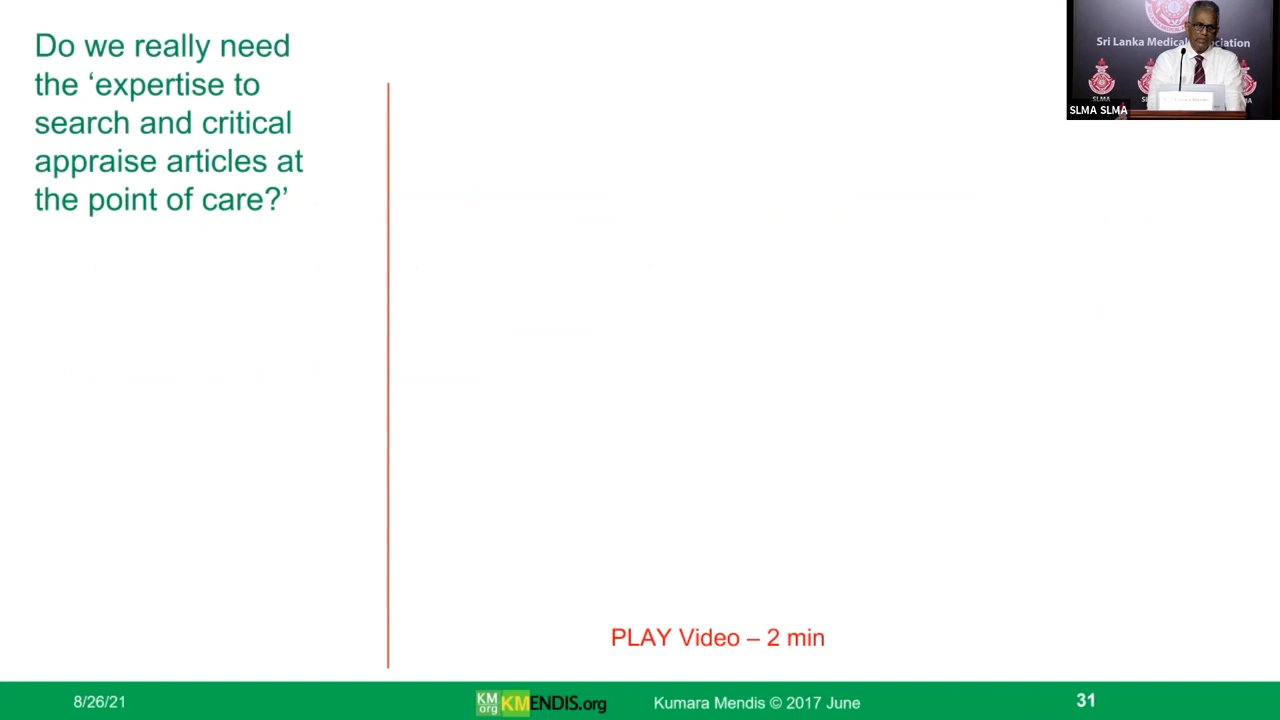 Do we really need
the ‘expertise to
search and critical
appraise articles at
the point of care?’
Sri Lanka Medical
SLMA
SLMA SLMA
PLAY Video – 2 min
8/26/21
KM
org
KMENDIS.org
Kumara Mendis © 2017 June
31